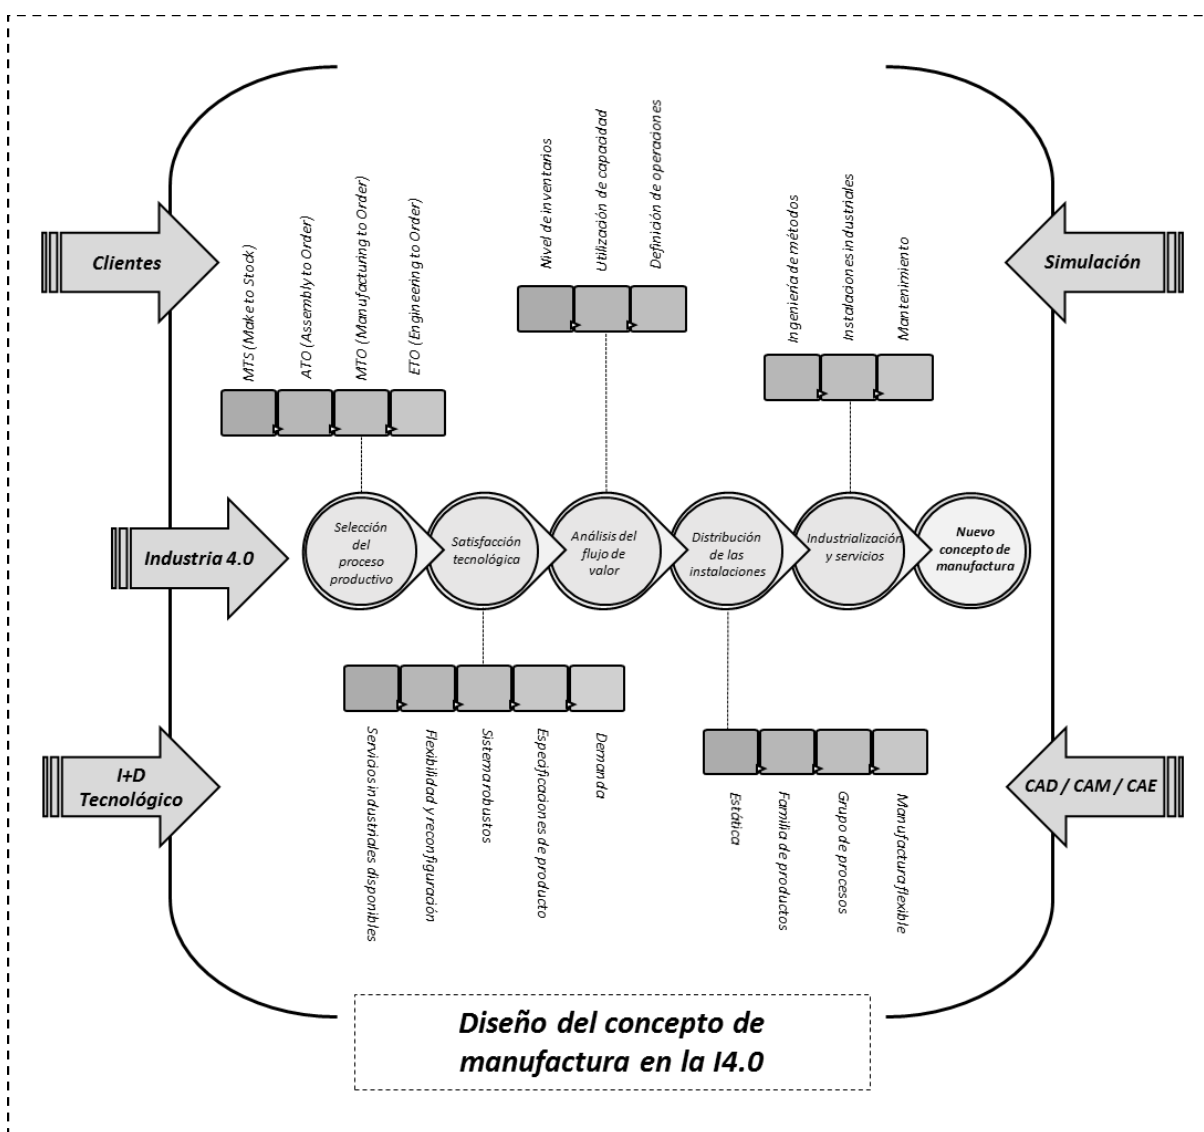 Nivel de inventarios
Utilización de capacidad
Definición de operaciones
Clientes
MTS (Make to Stock)
ATO (Assembly to Order)
MTO (Manufacturing to Order)
ETO (Engineering to Order)
Ingeniería de métodos
Instalaciones industriales
Mantenimiento
Simulación
Industria 4.0
Selección
del
proceso
productivo
Satisfacción
tecnológica
Análisis del
flujo de
valor
Distribución
de las
instalaciones
Industrialización
y servicios
Nuevo
concepto de
manufactura
I+D
Tecnológico
Servicios industriales disponibles
Flexibilidad y reconfiguración
Sistema robustos
Especificaciones de producto
Demanda
Estática
Familia de productos
Grupo de procesos
Manufactura flexible
CAD / CAM / CAE
Diseño del concepto de
manufactura en la I4.0